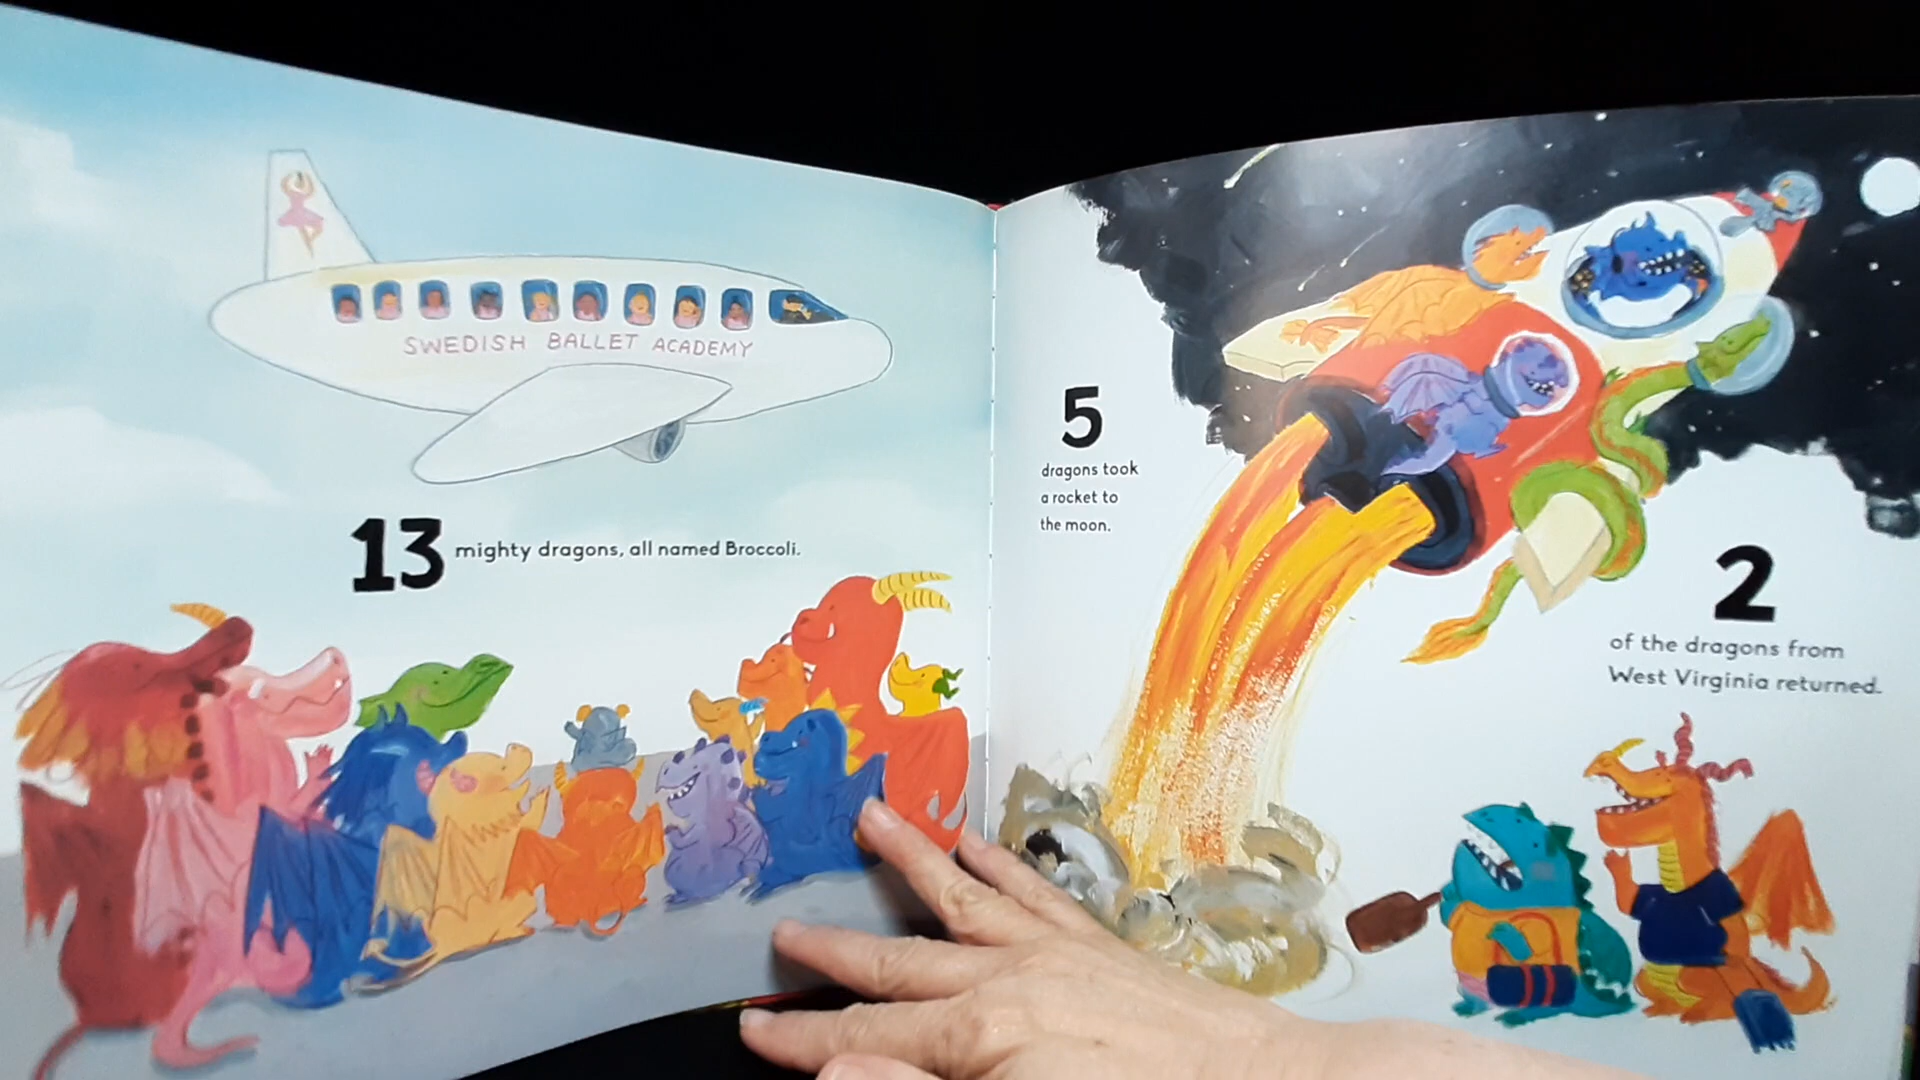 SWEDISH BALLET ACADEMY
13 mighty dragons, all named Broccoli.
5
dragons took
a rocket to
the moon.
2
of the dragons from
West Virginia returned.